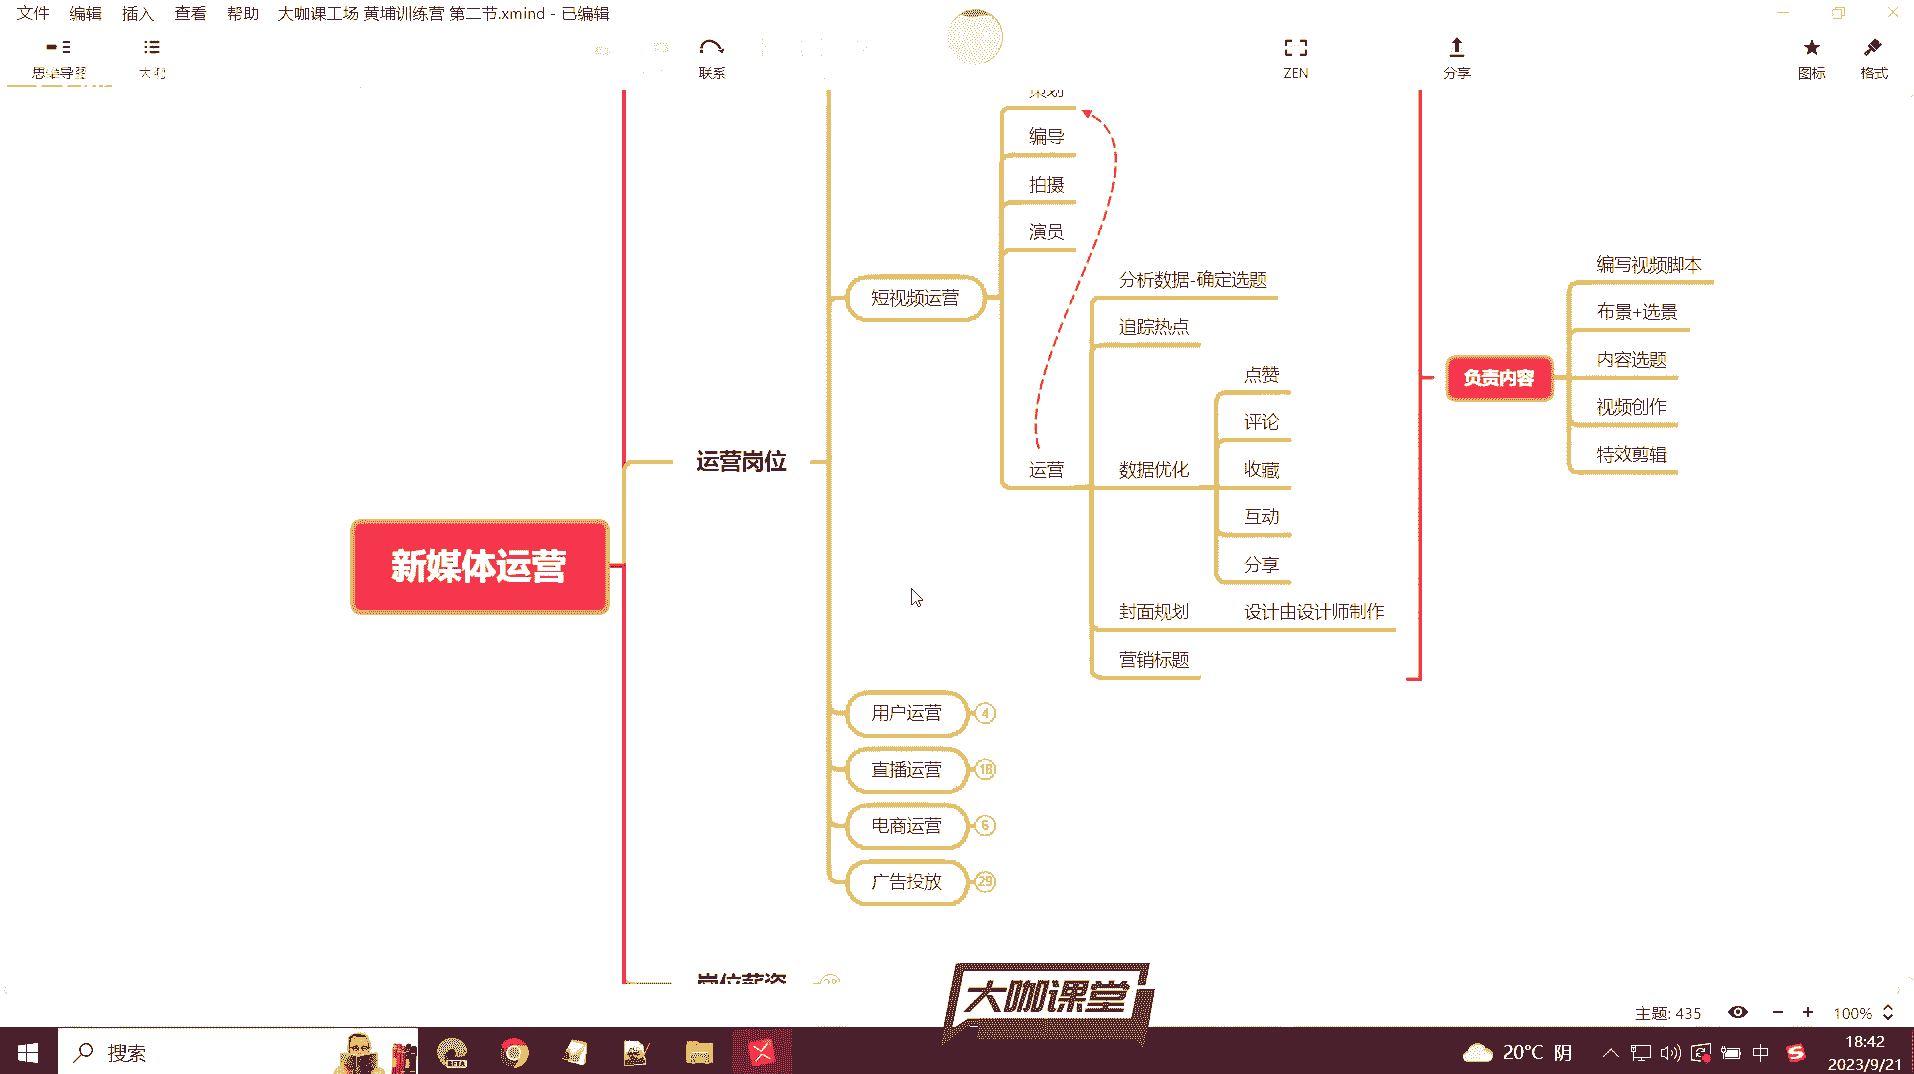 文件 编辑 插入 查看 帮助 大咖课工场 黄埔训练营 第二节.xmind - 已编辑
思维导图 大纲 联系 ZEN 分享 图标 格式
策划
编导
拍摄
演员
短视频运营
分析数据-确定选题
追踪热点
点赞
评论
收藏
互动
分享
运营
数据优化
封面规划
设计由设计师制作
营销标题
编写视频脚本
布景+选景
内容选题
视频创作
特效剪辑
负责内容
运营岗位
新媒体运营
用户运营 4
直播运营 18
电商运营 6
广告投放 29
岗位薪资
大咖课堂
主题: 435
100%
搜索
BETA
20°C 阴
中
18:42
2023/9/21